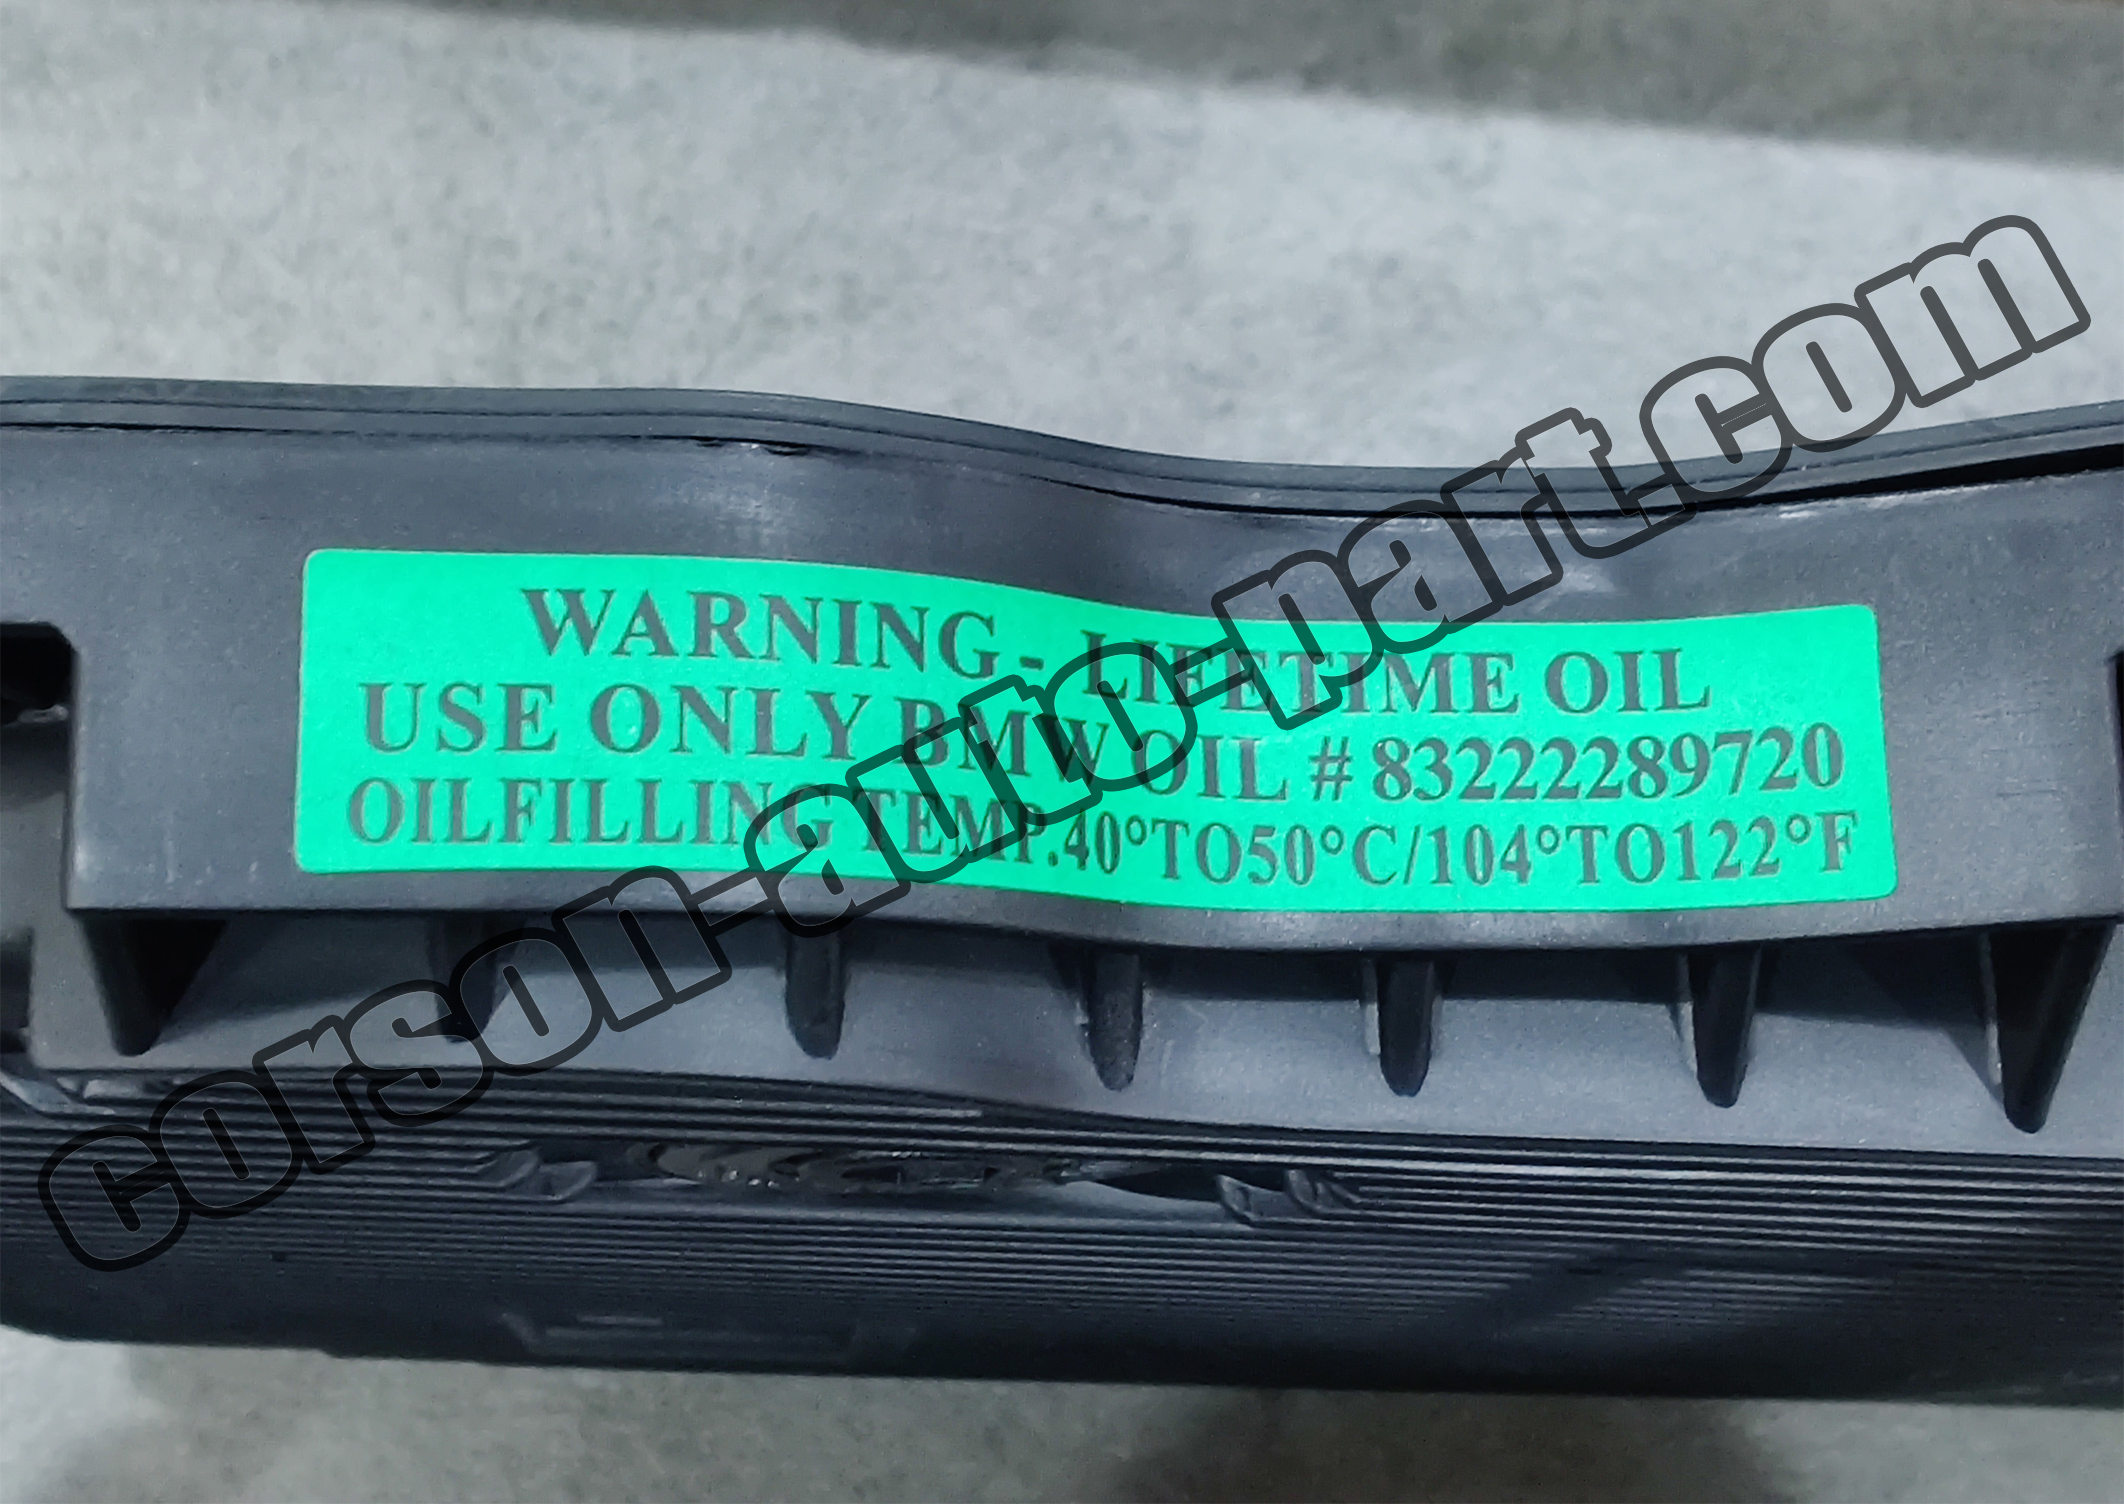 WARNING - LIFETIME OIL
USE ONLY BMW OIL # 83222289720
OILFILLING TEMP.40°TO50°C/104°TO122°F
corson-auto-part.com